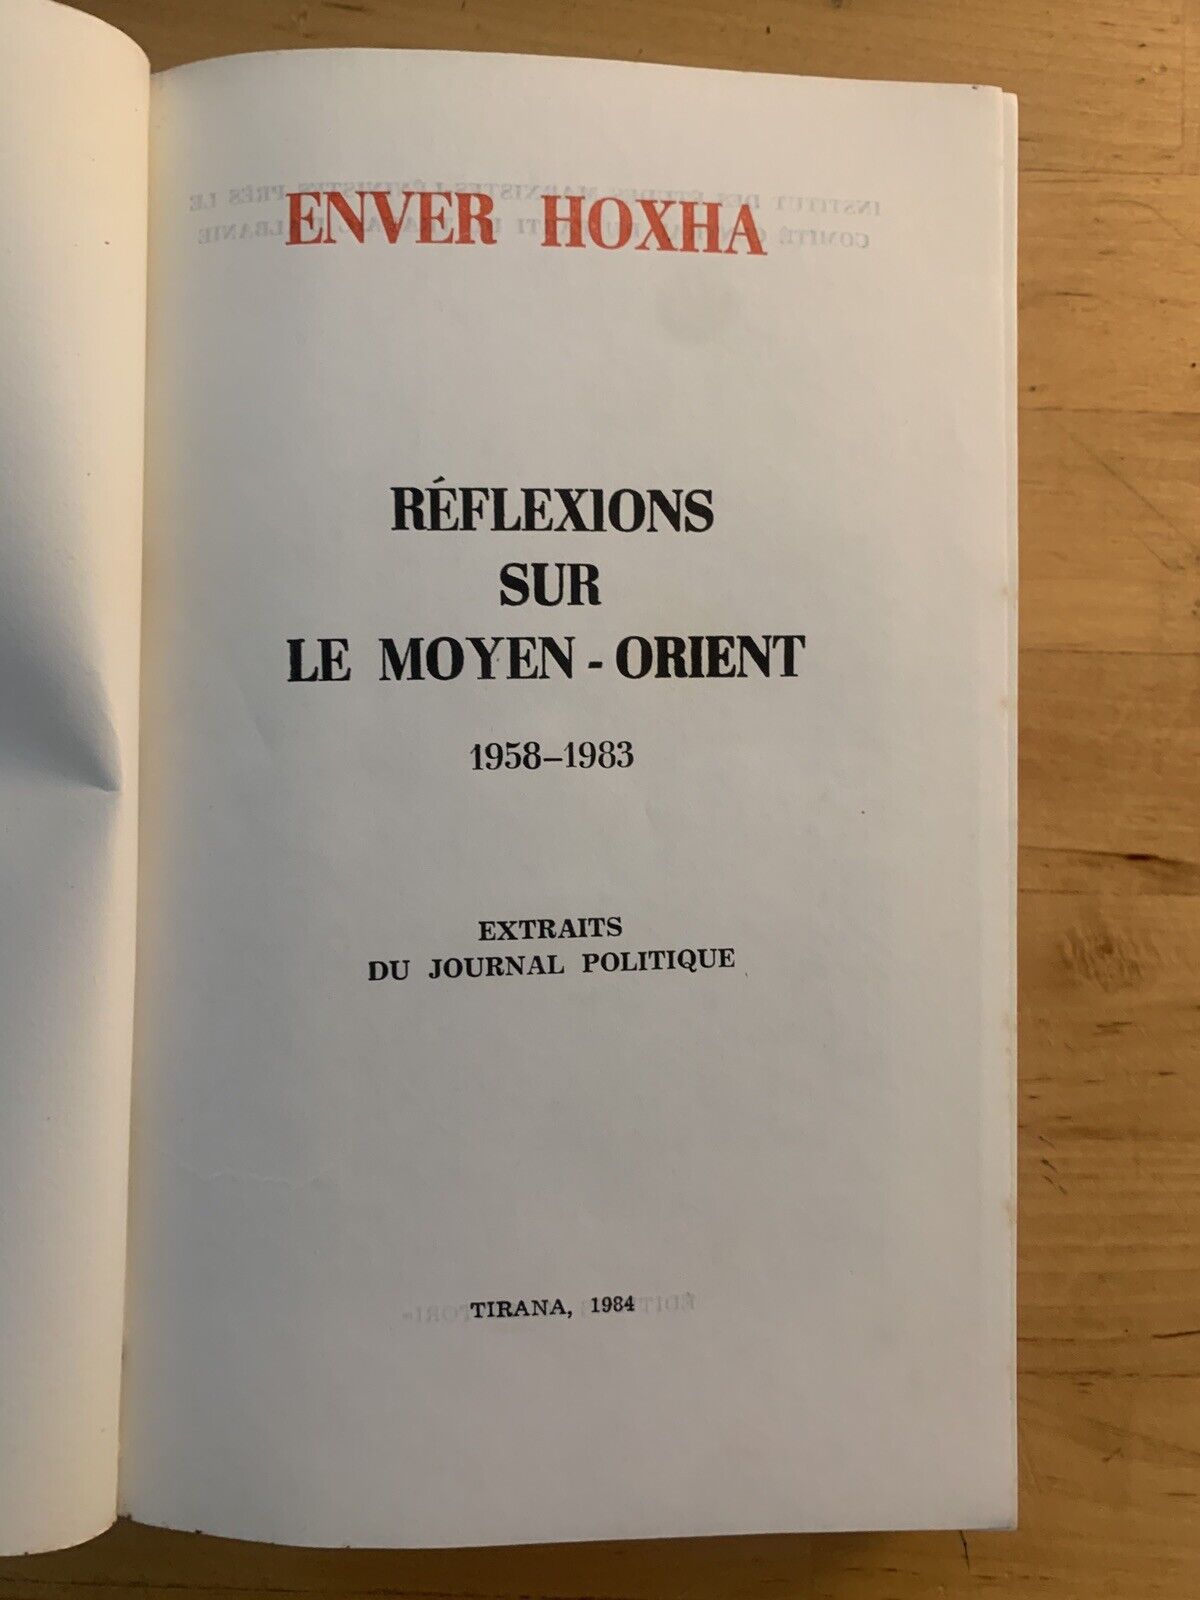 ENVER HOXHA
RÉFLEXIONS
SUR
LE MOYEN-ORIENT
1958–1983
EXTRAITS
DU JOURNAL POLITIQUE
TIRANA, 1984